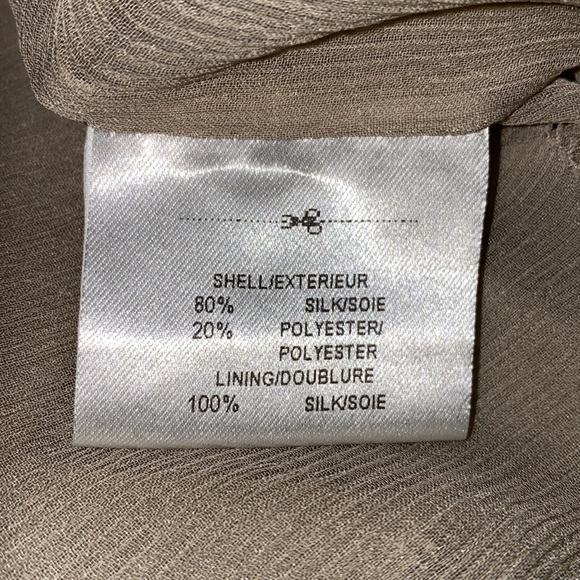 SHELL/EXTERIEUR
80% SILK/SOIE
20% POLYESTER/
POLYESTER
LINING/DOUBLURE
100% SILK/SOIE